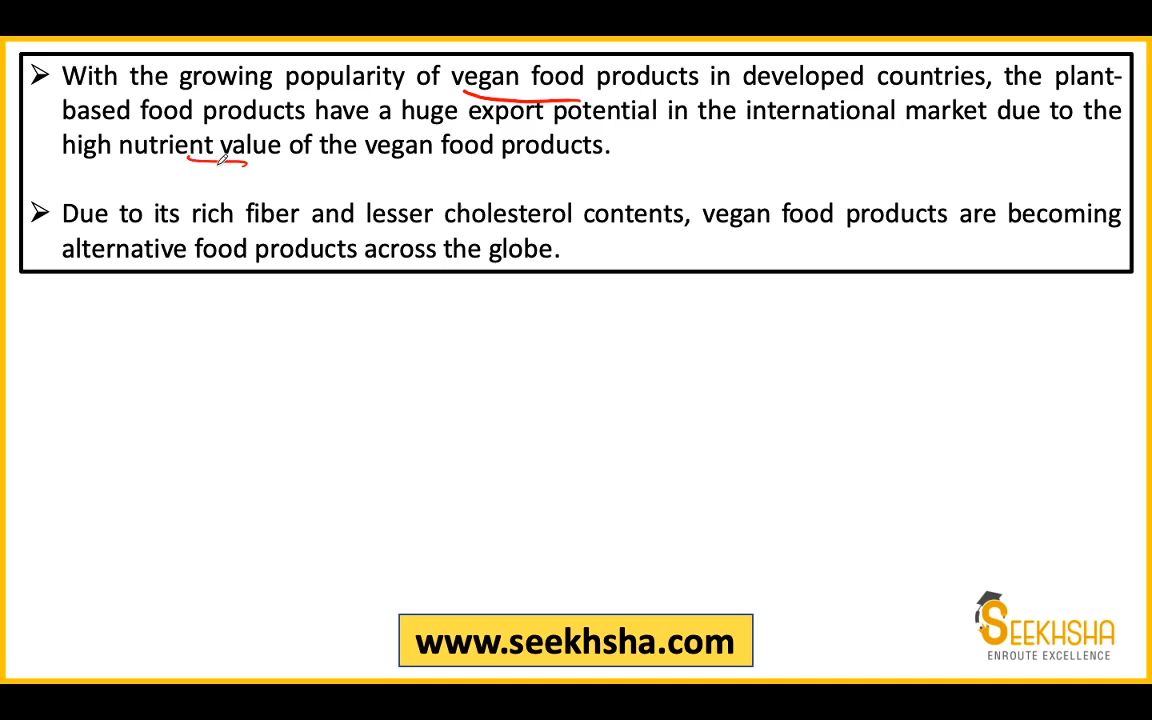 ➢ With the growing popularity of vegan food products in developed countries, the plant-
based food products have a huge export potential in the international market due to the
high nutrient value of the vegan food products.
➢ Due to its rich fiber and lesser cholesterol contents, vegan food products are becoming
alternative food products across the globe.
www.seekhsha.com
SEEKHSHA
ENROUTE EXCELLENCE